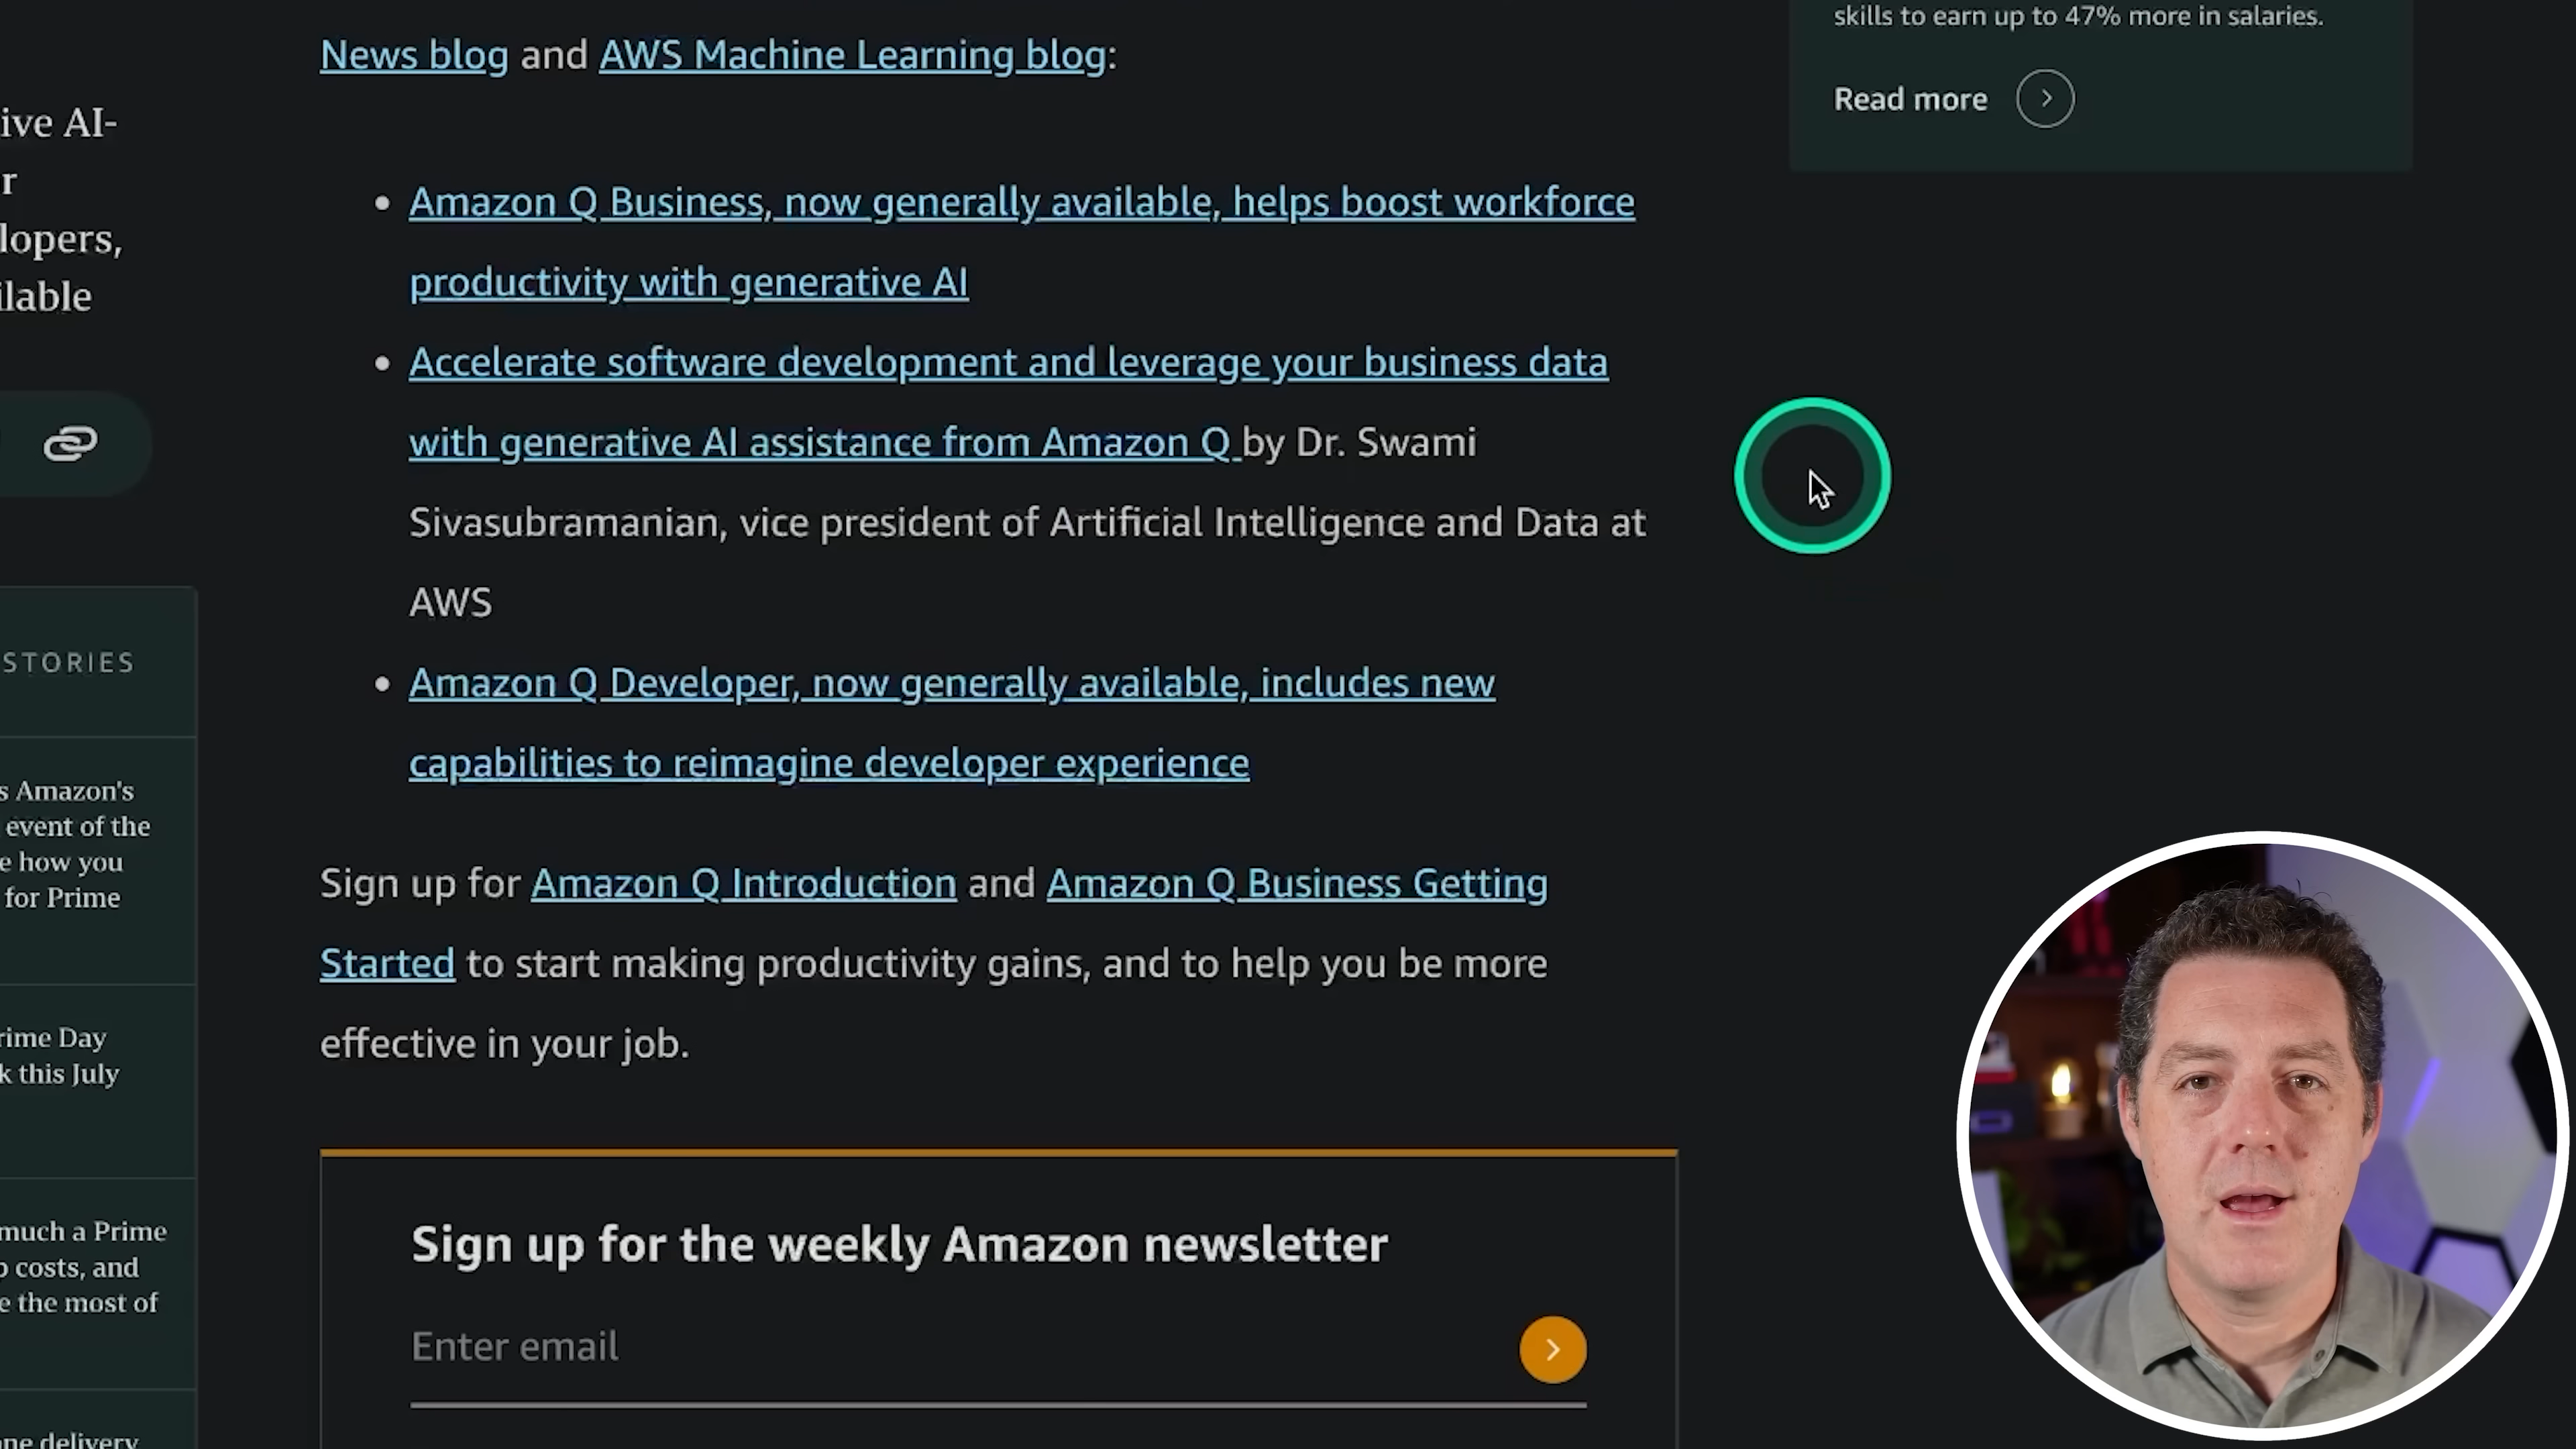 ive AI-
r
lopers,
ilable
STORIES
s Amazon's
event of the
e how you
for Prime
rime Day
k this July
much a Prime
costs, and
e the most of
ne delivery
News blog and AWS Machine Learning blog:
• Amazon Q Business, now generally available, helps boost workforce
productivity with generative AI
• Accelerate software development and leverage your business data
with generative AI assistance from Amazon Q by Dr. Swami
Sivasubramanian, vice president of Artificial Intelligence and Data at
AWS
• Amazon Q Developer, now generally available, includes new
capabilities to reimagine developer experience
Sign up for Amazon Q Introduction and Amazon Q Business Getting
Started to start making productivity gains, and to help you be more
effective in your job.
Sign up for the weekly Amazon newsletter
Enter email
skills to earn up to 47% more in salaries.
Read more